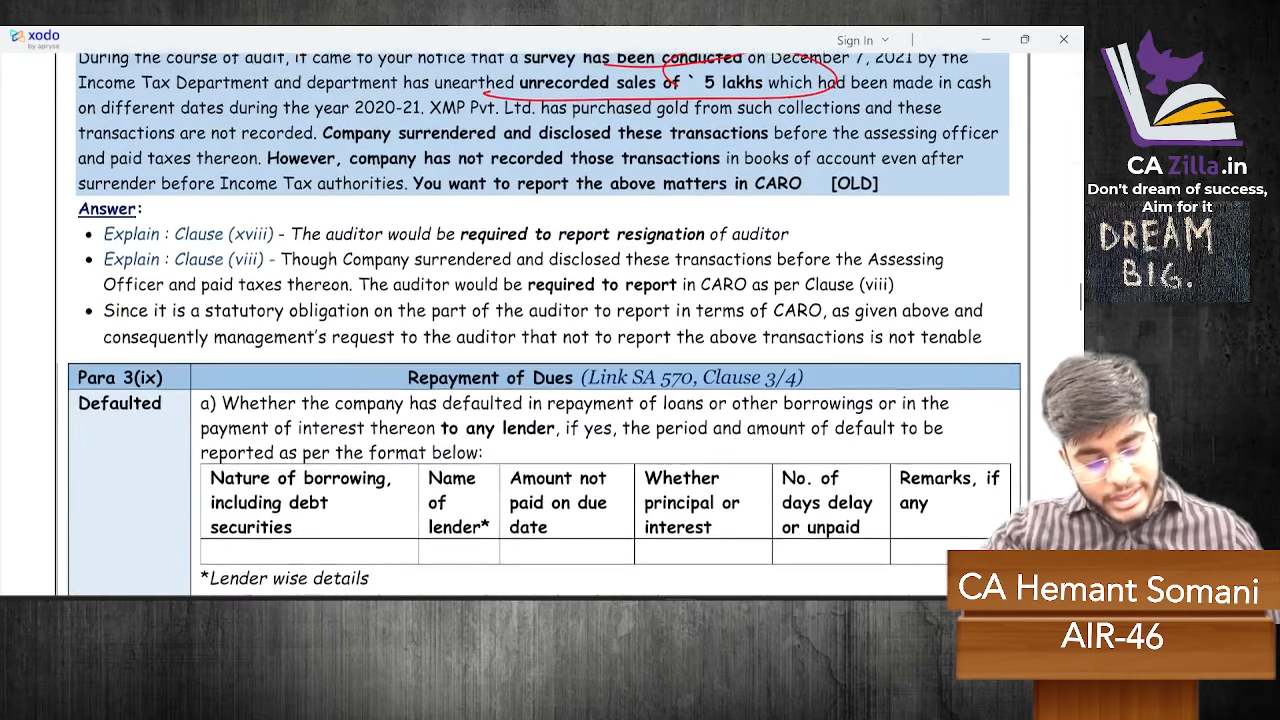 xodo
by apryse
Sign In
During the course of audit, it came to your notice that a survey has been conducted on December 7, 2021 by the
Income Tax Department and department has unearthed unrecorded sales of ` 5 lakhs which had been made in cash
on different dates during the year 2020-21. XMP Pvt. Ltd. has purchased gold from such collections and these
transactions are not recorded. Company surrendered and disclosed these transactions before the assessing officer
and paid taxes thereon. However, company has not recorded those transactions in books of account even after
surrender before Income Tax authorities. You want to report the above matters in CARO [OLD]
Answer:
• Explain : Clause (xviii) - The auditor would be required to report resignation of auditor
• Explain : Clause (viii) - Though Company surrendered and disclosed these transactions before the Assessing
Officer and paid taxes thereon. The auditor would be required to report in CARO as per Clause (viii)
• Since it is a statutory obligation on the part of the auditor to report in terms of CARO, as given above and
consequently management's request to the auditor that not to report the above transactions is not tenable
Para 3(ix) Repayment of Dues (Link SA 570, Clause 3/4)
Defaulted a) Whether the company has defaulted in repayment of loans or other borrowings or in the
payment of interest thereon to any lender, if yes, the period and amount of default to be
reported as per the format below:
Nature of borrowing, Name Amount not Whether No. of Remarks, if
including debt of paid on due principal or days delay any
securities lender* date interest or unpaid
*Lender wise details
CA Zilla.in
Don't dream of success,
Aim for it
DREAM
BIG.
CA Hemant Somani
AIR-46